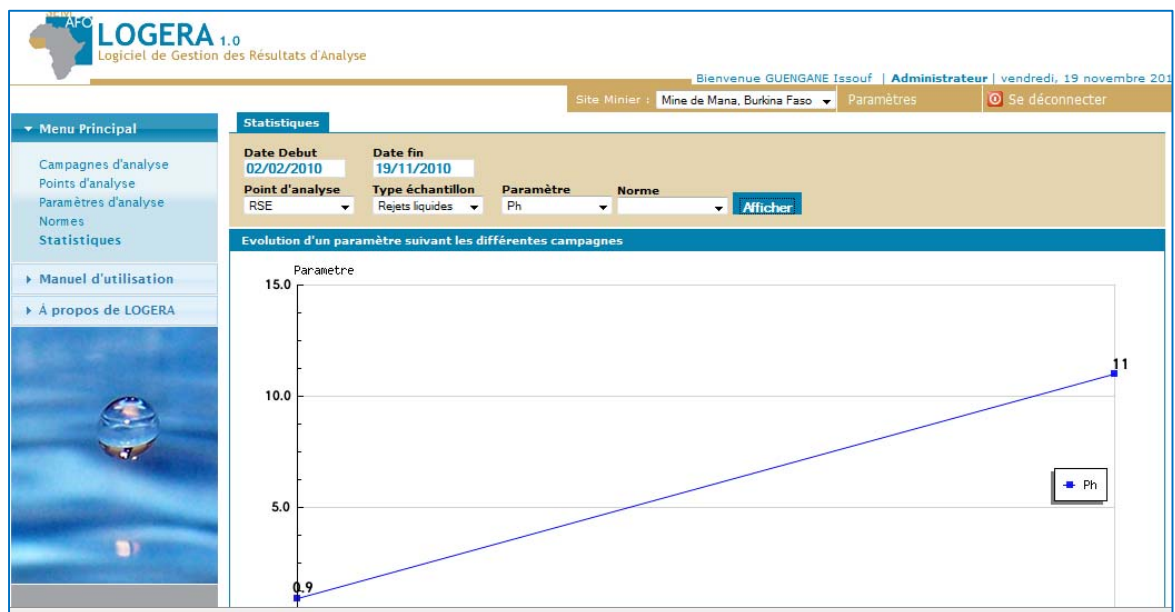 AFO
LOGERA 1.0
Logiciel de Gestion des Résultats d'Analyse
Bienvenue GUENGANE Issouf | Administrateur | vendredi, 19 novembre 201
Site Minier : Mine de Mana, Burkina Faso Paramètres Se déconnecter
Menu Principal
Campagnes d'analyse
Points d'analyse
Paramètres d'analyse
Normes
Statistiques
Manuel d'utilisation
À propos de LOGERA
Statistiques
Date Debut Date fin
02/02/2010 19/11/2010
Point d'analyse Type échantillon Paramètre Norme
RSE Rejets liquides Ph Afficher
Evolution d'un paramètre suivant les différentes campagnes
Parametre
15.0
11
10.0
Ph
5.0
0.9